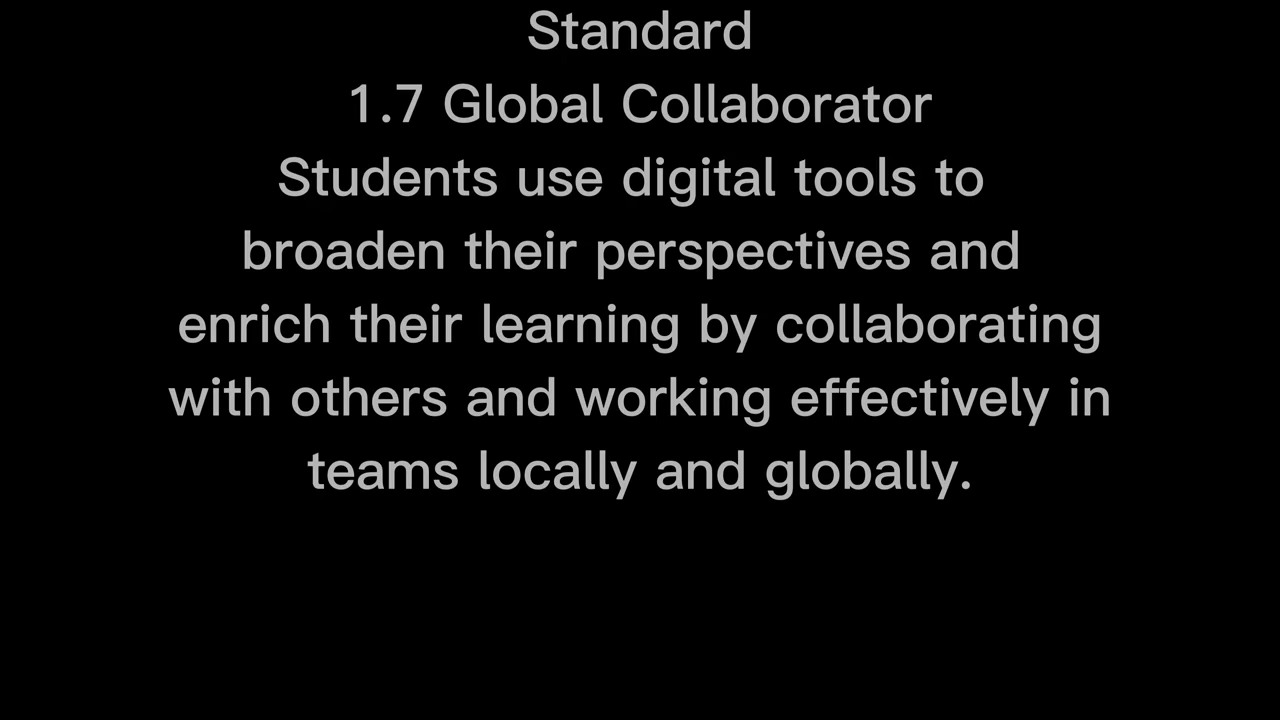 Standard
1.7 Global Collaborator
Students use digital tools to
broaden their perspectives and
enrich their learning by collaborating
with others and working effectively in
teams locally and globally.